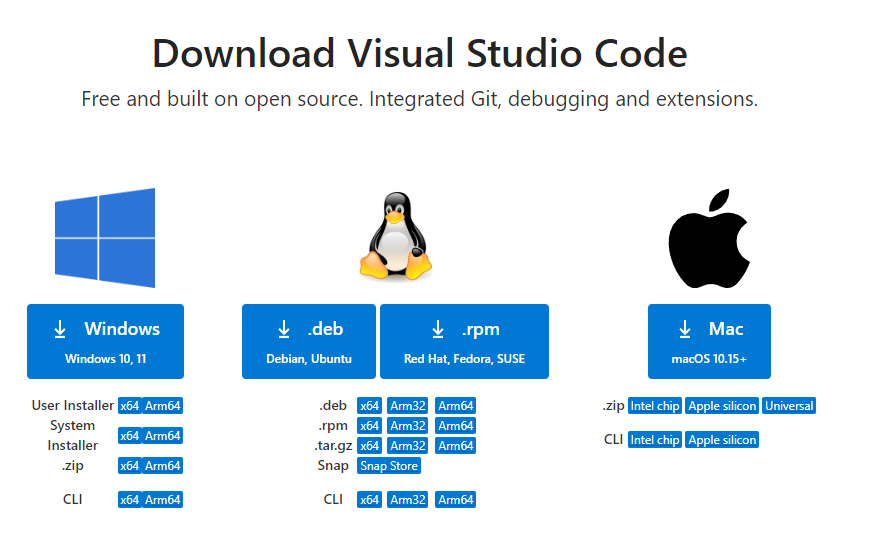 Download Visual Studio Code
Free and built on open source. Integrated Git, debugging and extensions.
Windows
Windows 10, 11
User Installer x64 Arm64
System Installer x64 Arm64
.zip x64 Arm64
CLI x64 Arm64
.deb
Debian, Ubuntu
.rpm
Red Hat, Fedora, SUSE
.deb x64 Arm32 Arm64
.rpm x64 Arm32 Arm64
.tar.gz x64 Arm32 Arm64
Snap Snap Store
CLI x64 Arm32 Arm64
Mac
macOS 10.15+
.zip Intel chip Apple silicon Universal
CLI Intel chip Apple silicon